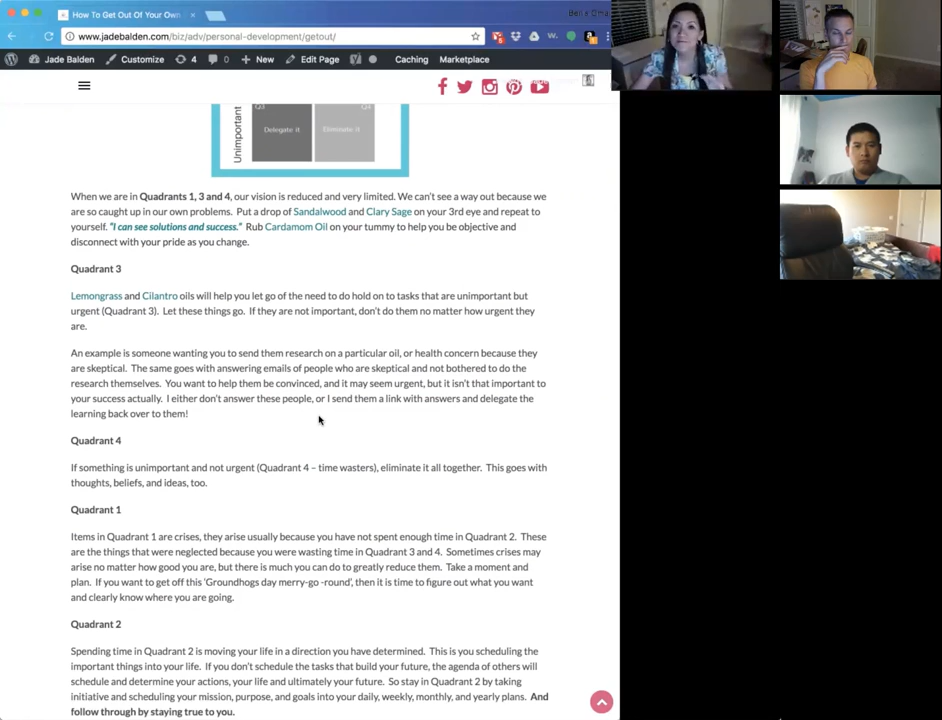 How To Get Out Of Your Own
www.jadebalden.com/biz/adv/personal-development/getout/
Jade Balden Customize 4 0 New Edit Page Caching Marketplace
Unimportant
Q3 Q4
Delegate it Eliminate it
When we are in Quadrants 1, 3 and 4, our vision is reduced and very limited. We can't see a way out because we
are so caught up in our own problems. Put a drop of Sandalwood and Clary Sage on your 3rd eye and repeat to
yourself. "I can see solutions and success." Rub Cardamom Oil on your tummy to help you be objective and
disconnect with your pride as you change.
Quadrant 3
Lemongrass and Cilantro oils will help you let go of the need to do hold on to tasks that are unimportant but
urgent (Quadrant 3). Let these things go. If they are not important, don't do them no matter how urgent they
are.
An example is someone wanting you to send them research on a particular oil, or health concern because they
are skeptical. The same goes with answering emails of people who are skeptical and not bothered to do the
research themselves. You want to help them be convinced, and it may seem urgent, but it isn't that important to
your success actually. I either don't answer these people, or I send them a link with answers and delegate the
learning back over to them!
Quadrant 4
If something is unimportant and not urgent (Quadrant 4 – time wasters), eliminate it all together. This goes with
thoughts, beliefs, and ideas, too.
Quadrant 1
Items in Quadrant 1 are crises, they arise usually because you have not spent enough time in Quadrant 2. These
are the things that were neglected because you were wasting time in Quadrant 3 and 4. Sometimes crises may
arise no matter how good you are, but there is much you can do to greatly reduce them. Take a moment and
plan. If you want to get off this 'Groundhogs day merry-go -round', then it is time to figure out what you want
and clearly know where you are going.
Quadrant 2
Spending time in Quadrant 2 is moving your life in a direction you have determined. This is you scheduling the
important things into your life. If you don't schedule the tasks that build your future, the agenda of others will
schedule and determine your actions, your life and ultimately your future. So stay in Quadrant 2 by taking
initiative and scheduling your mission, purpose, and goals into your daily, weekly, monthly, and yearly plans. And
follow through by staying true to you.